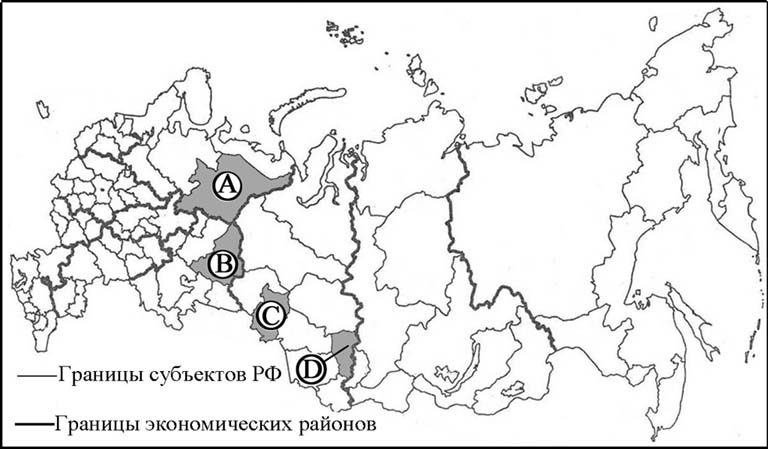 A
B
C
D
Границы субъектов РФ
Границы экономических районов